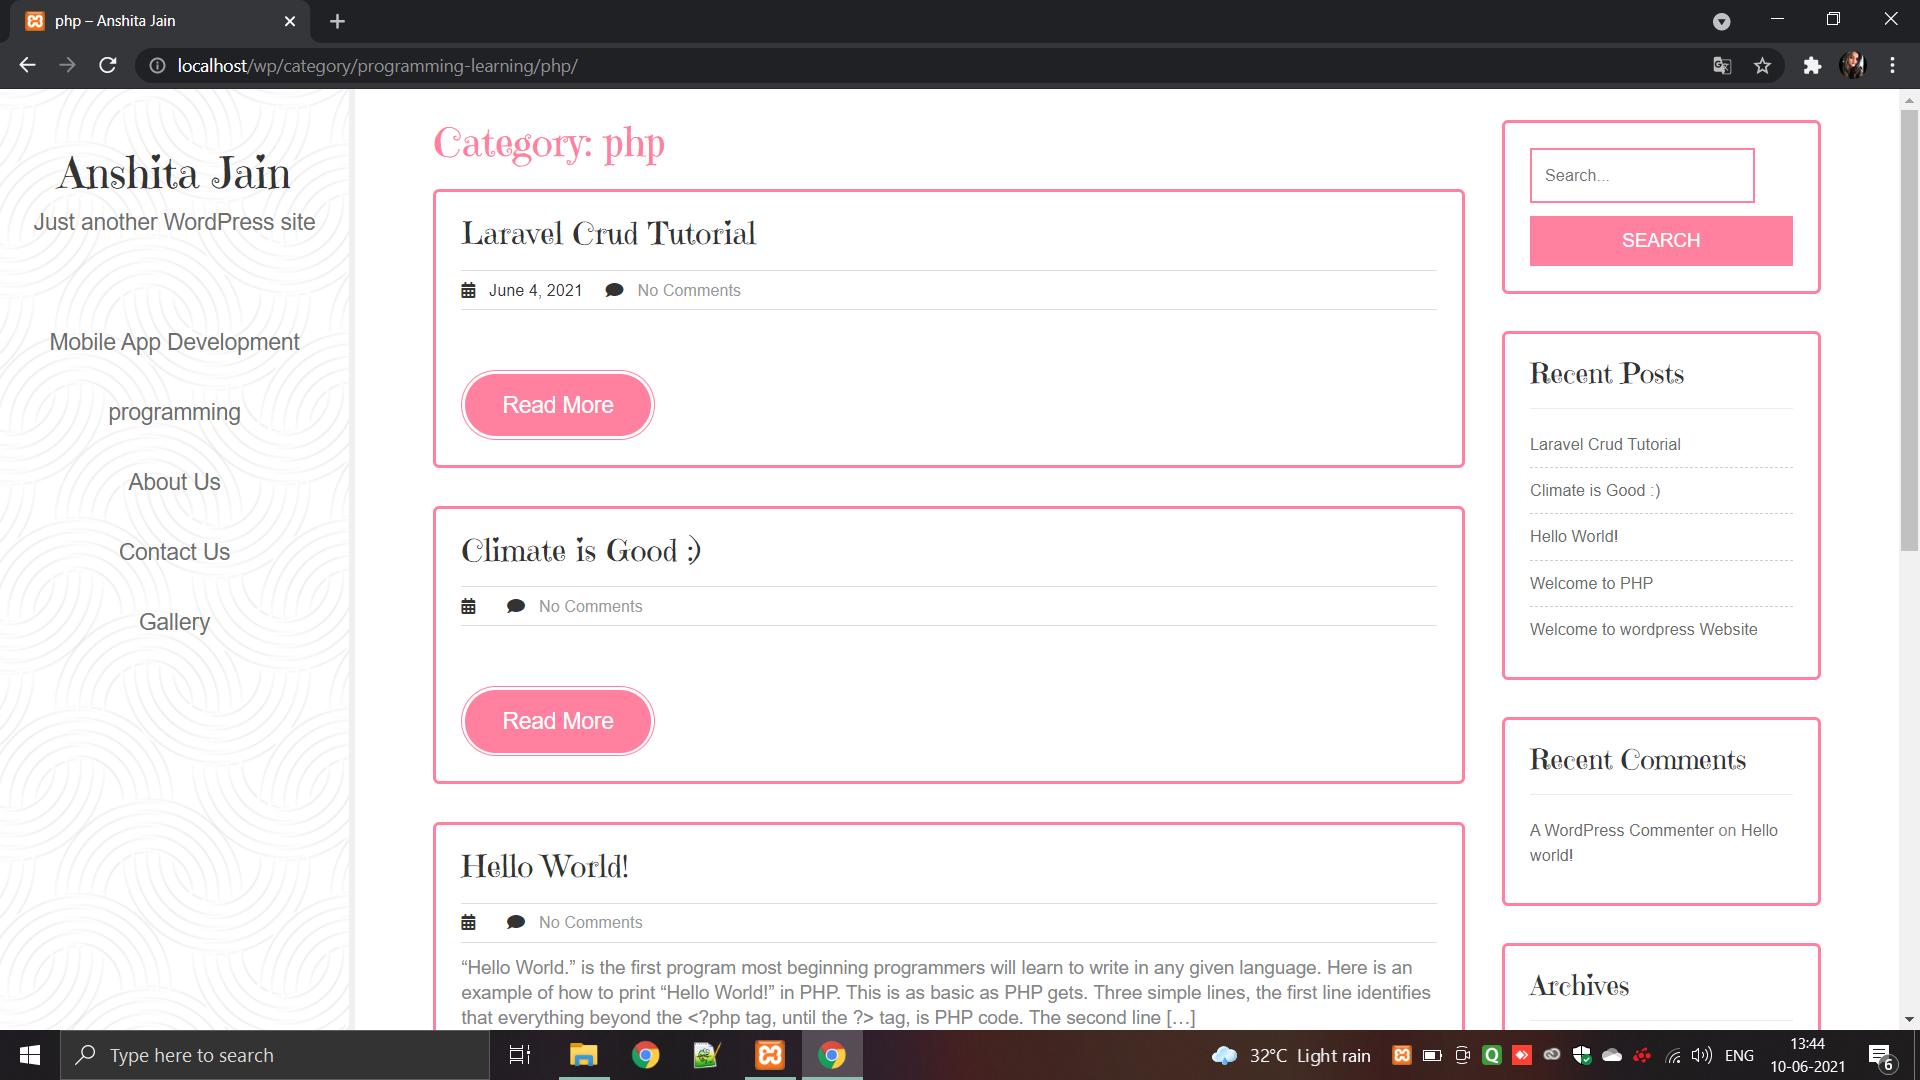 php – Anshita Jain
localhost/wp/category/programming-learning/php/
Anshita Jain
Just another WordPress site
Mobile App Development
programming
About Us
Contact Us
Gallery
Category: php
Laravel Crud Tutorial
June 4, 2021 No Comments
Read More
Climate is Good :)
No Comments
Read More
Hello World!
No Comments
“Hello World.” is the first program most beginning programmers will learn to write in any given language. Here is an
example of how to print “Hello World!” in PHP. This is as basic as PHP gets. Three simple lines, the first line identifies
that everything beyond the <?php tag, until the ?> tag, is PHP code. The second line […]
Search...
SEARCH
Recent Posts
Laravel Crud Tutorial
Climate is Good :)
Hello World!
Welcome to PHP
Welcome to wordpress Website
Recent Comments
A WordPress Commenter on Hello
world!
Archives
Type here to search
32°C Light rain
ENG
13:44
10-06-2021
6